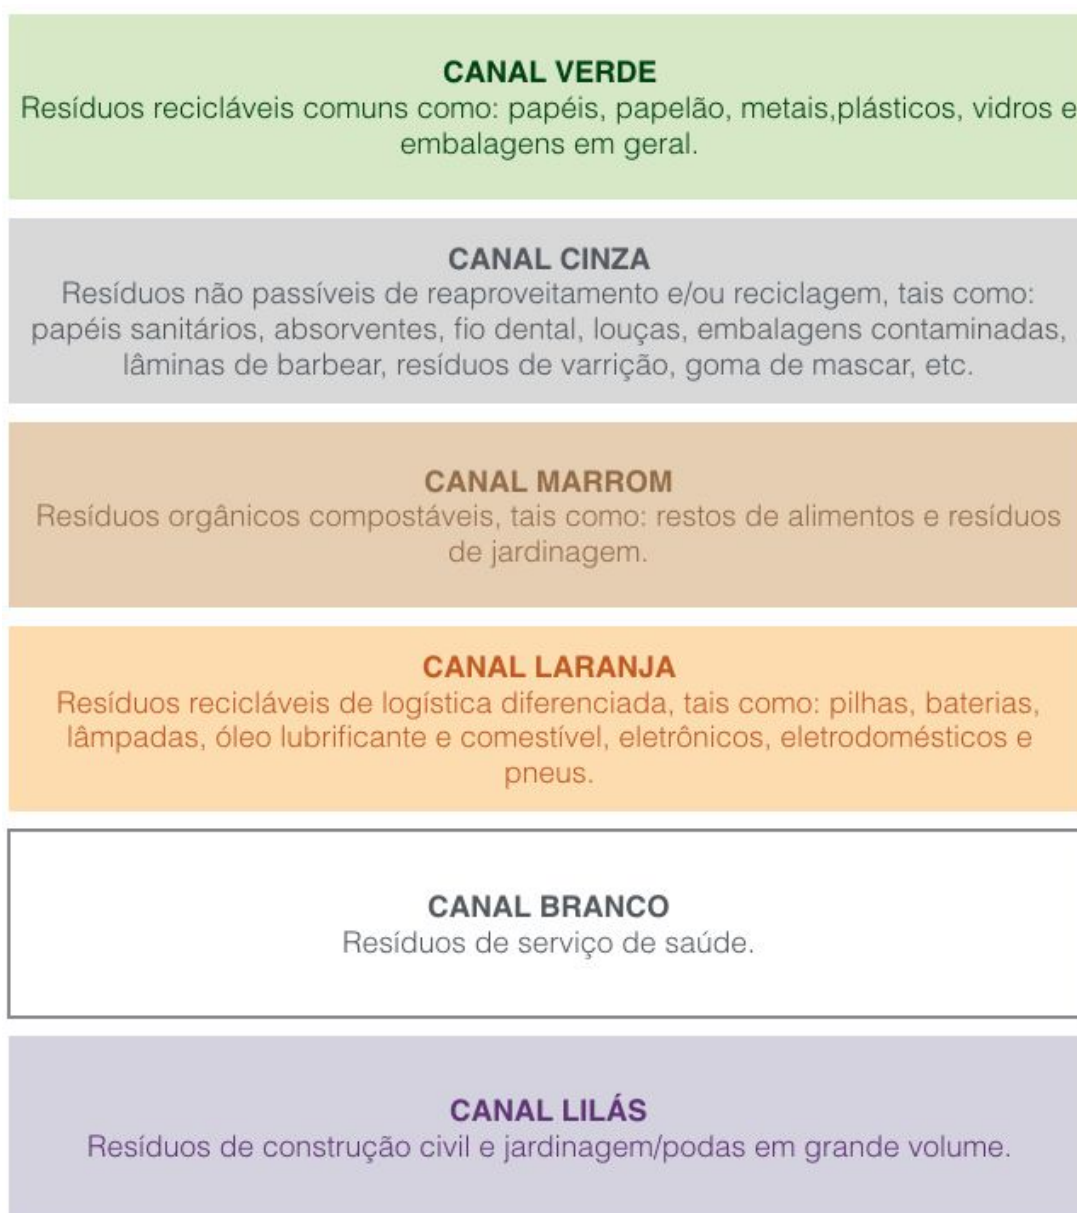 CANAL VERDE
Resíduos recicláveis comuns como: papéis, papelão, metais,plásticos, vidros e
embalagens em geral.
CANAL CINZA
Resíduos não passíveis de reaproveitamento e/ou reciclagem, tais como:
papéis sanitários, absorventes, fio dental, louças, embalagens contaminadas,
lâminas de barbear, resíduos de varrição, goma de mascar, etc.
CANAL MARROM
Resíduos orgânicos compostáveis, tais como: restos de alimentos e resíduos
de jardinagem.
CANAL LARANJA
Resíduos recicláveis de logística diferenciada, tais como: pilhas, baterias,
lâmpadas, óleo lubrificante e comestível, eletrônicos, eletrodomésticos e
pneus.
CANAL BRANCO
Resíduos de serviço de saúde.
CANAL LILÁS
Resíduos de construção civil e jardinagem/podas em grande volume.